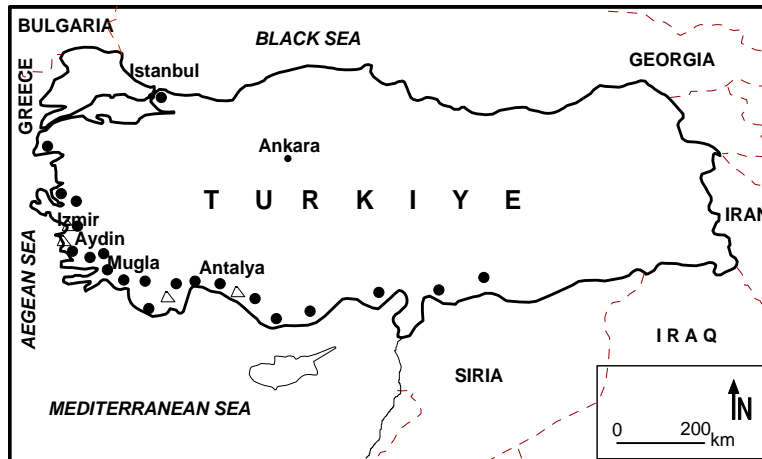 BULGARIA
BLACK SEA
GEORGIA
GREECE
Istanbul
Ankara
T U R K I Y E
IRAN
Izmir
Aydin
Mugla
Antalya
AEGEAN SEA
IRAQ
SIRIA
MEDITERRANEAN SEA
N
0 200 km